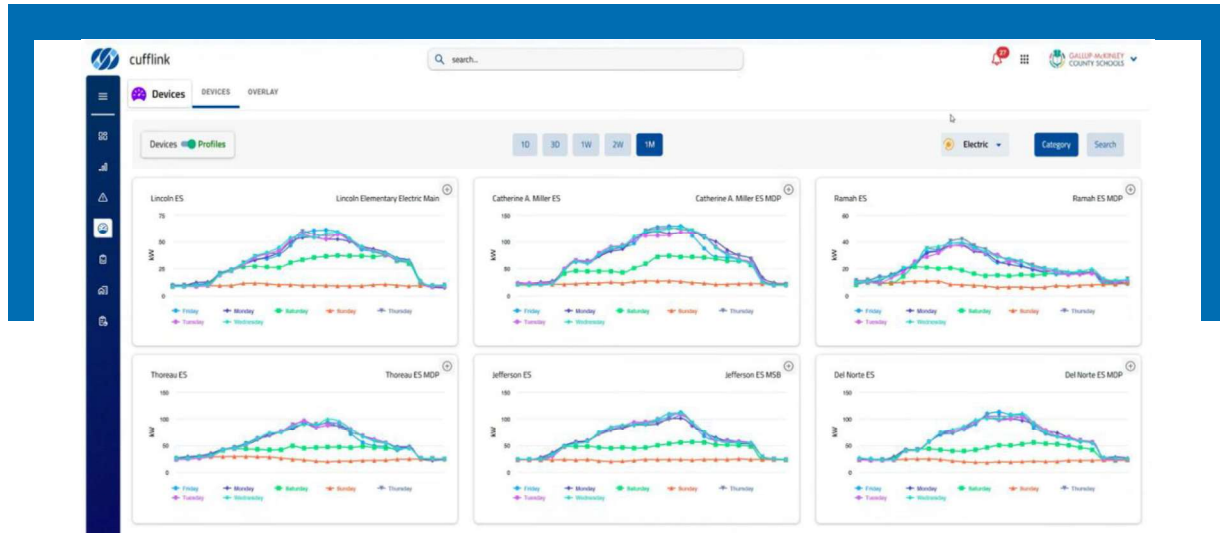 cufflink
search..
27
GALLUP-McKINLEY
COUNTY SCHOOLS
Devices DEVICES OVERLAY
Devices Profiles 1D 3D 1W 2W 1M Electric Category Search
Lincoln ES Lincoln Elementary Electric Main
75
50
25
0
kW
Friday Monday Saturday Sunday Thursday
Tuesday Wednesday
Catherine A. Miller ES Catherine A. Miller ES MDP
150
100
50
0
kW
Friday Monday Saturday Sunday Thursday
Tuesday Wednesday
Ramah ES Ramah ES MDP
60
40
20
0
kW
Friday Monday Saturday Sunday Thursday
Tuesday Wednesday
Thoreau ES Thoreau ES MDP
150
100
50
0
kW
Friday Monday Saturday Sunday Thursday
Tuesday Wednesday
Jefferson ES Jefferson ES MSB
150
100
50
0
kW
Friday Monday Saturday Sunday Thursday
Tuesday Wednesday
Del Norte ES Del Norte ES MDP
150
100
50
0
kW
Friday Monday Saturday Sunday Thursday
Tuesday Wednesday